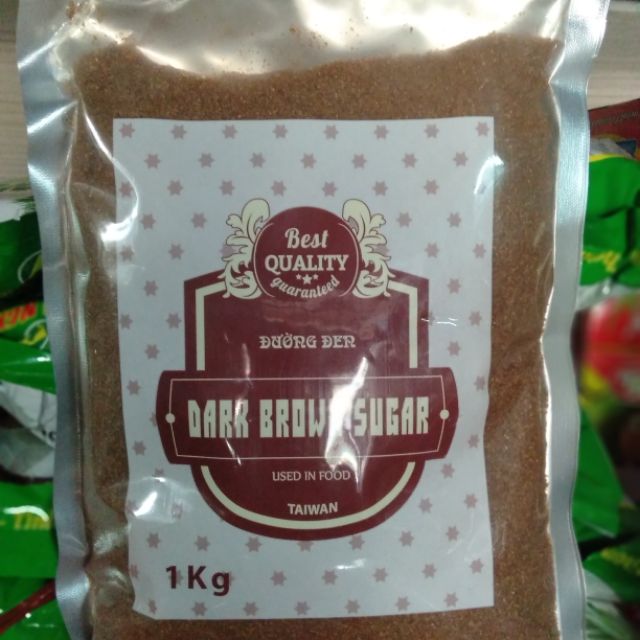 Best
QUALITY
guaranteed
ĐƯỜNG ĐEN
DARK BROWN SUGAR
USED IN FOOD
TAIWAN
1Kg